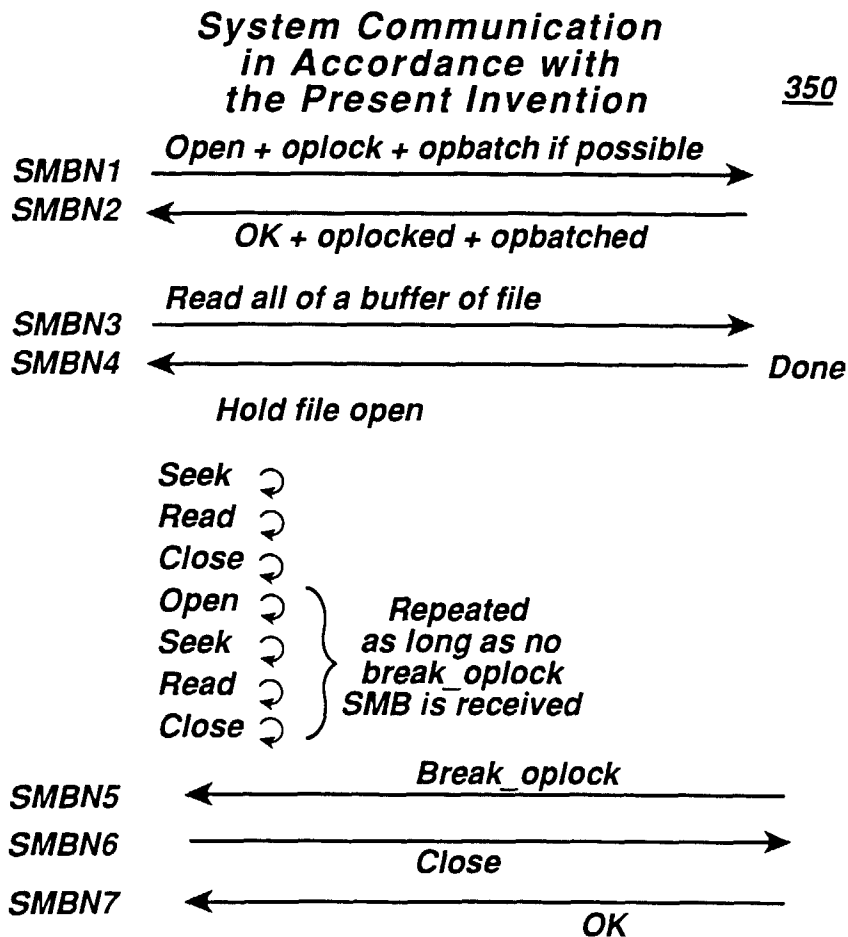 System Communication
in Accordance with
the Present Invention
350
Open + oplock + opbatch if possible
SMBN1
SMBN2
OK + oplocked + opbatched
Read all of a buffer of file
SMBN3
SMBN4
Done
Hold file open
Seek
Read
Close
Open
Seek
Read
Close
Repeated
as long as no
break_oplock
SMB is received
Break_oplock
SMBN5
SMBN6
Close
SMBN7
OK